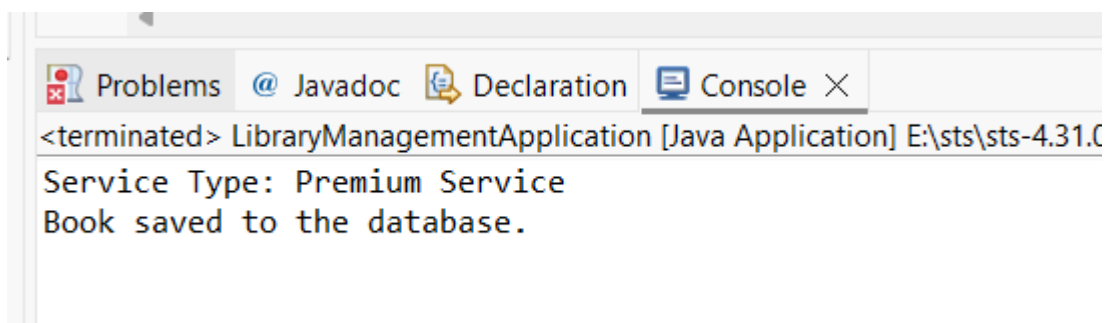 Problems @ Javadoc Declaration Console
<terminated> LibraryManagementApplication [Java Application] E:\sts\sts-4.31.0
Service Type: Premium Service
Book saved to the database.